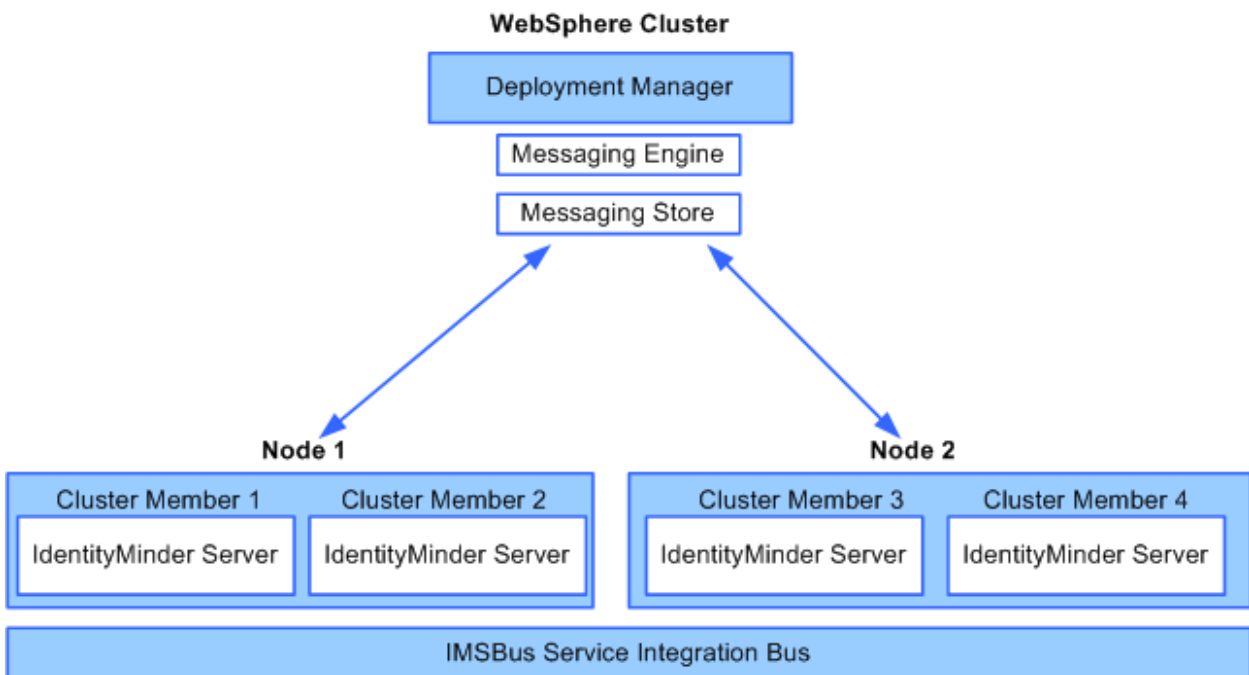 WebSphere Cluster
Deployment Manager
Messaging Engine
Messaging Store
Node 1
Node 2
Cluster Member 1
Cluster Member 2
Cluster Member 3
Cluster Member 4
IdentityMinder Server
IdentityMinder Server
IdentityMinder Server
IdentityMinder Server
IMSBus Service Integration Bus